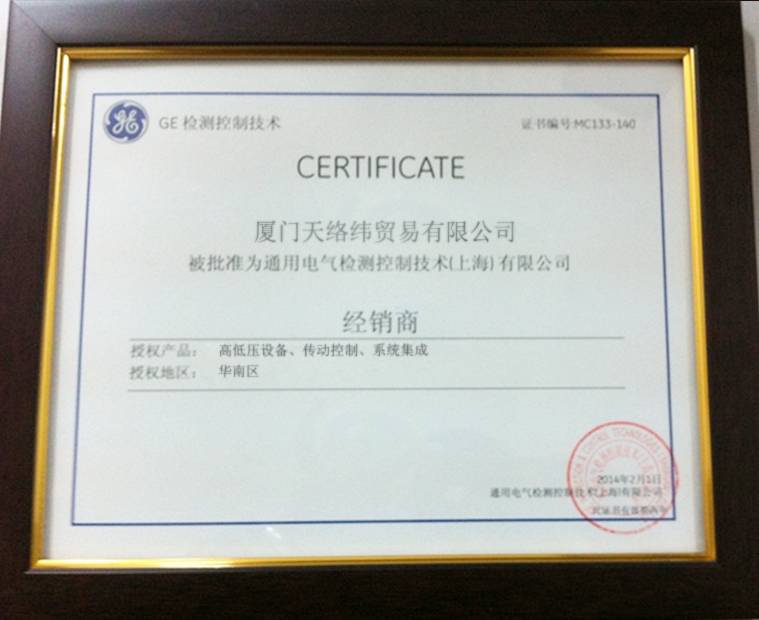 GE 检测控制技术
证书编号:MC133-140
CERTIFICATE
厦门天络纬贸易有限公司
被批准为通用电气检测控制技术(上海)有限公司
经销商
授权产品： 高低压设备、传动控制、系统集成
授权地区： 华南区
2014年2月1日
通用电气检测控制技术(上海)有限公司